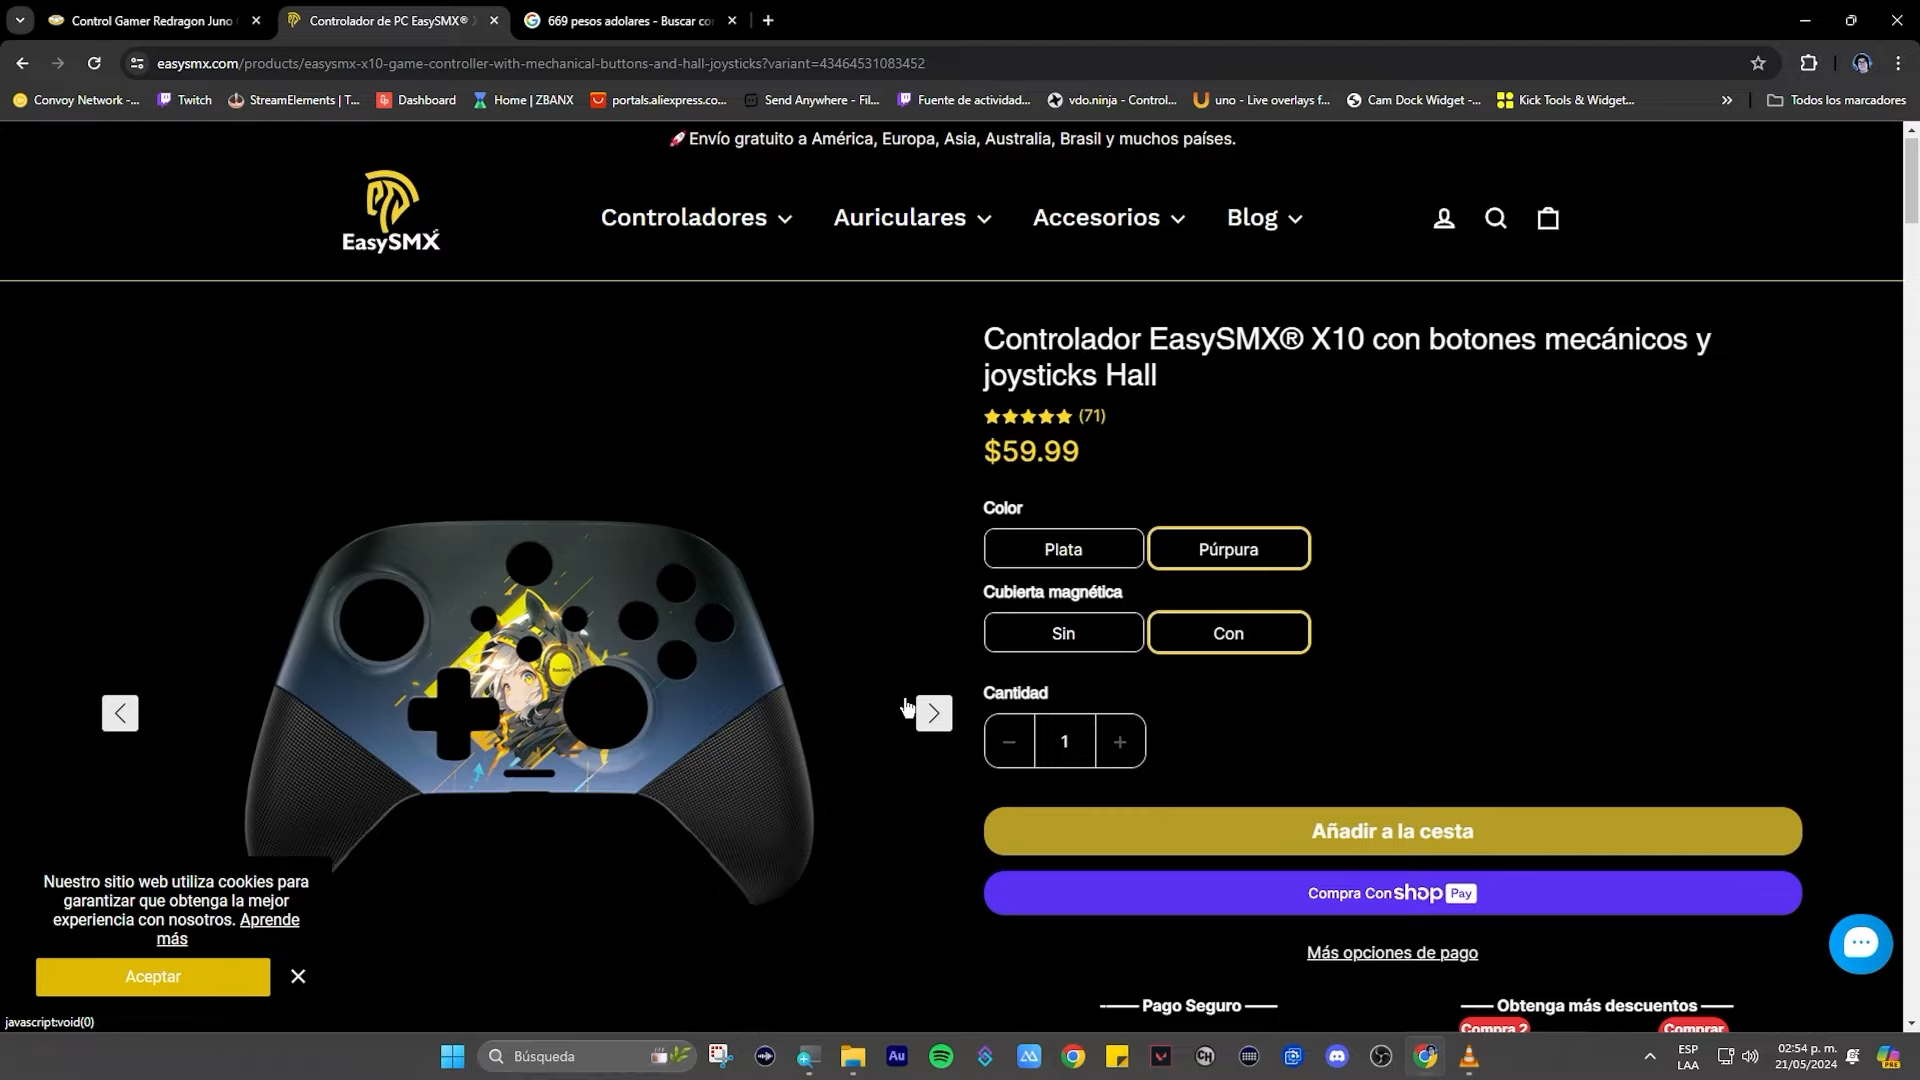 Control Gamer Redragon Juno
Controlador de PC EasySMX®
669 pesos adolares - Buscar co
easysmx.com/products/easysmx-x10-game-controller-with-mechanical-buttons-and-hall-joysticks?variant=43464531083452
Convoy Network -...
Twitch
StreamElements | T...
Dashboard
Home | ZBANX
portals.aliexpress.co...
Send Anywhere - Fil...
Fuente de actividad...
vdo.ninja - Control...
uno - Live overlays f...
Cam Dock Widget -...
Kick Tools & Widget...
»
Todos los marcadores
Envío gratuito a América, Europa, Asia, Australia, Brasil y muchos países.
EasySMX
Controladores
Auriculares
Accesorios
Blog
Controlador EasySMX® X10 con botones mecánicos y
joysticks Hall
(71)
$59.99
Color
Plata
Púrpura
Cubierta magnética
Sin
Con
Cantidad
− 1 +
Añadir a la cesta
Compra Con shop Pay
Más opciones de pago
Pago Seguro
Obtenga más descuentos
Compra 2
Comprar
Nuestro sitio web utiliza cookies para
garantizar que obtenga la mejor
experiencia con nosotros. Aprende
más
Aceptar
javascript:void(0)
Búsqueda
Au
CH
ESP
LAA
02:54 p. m.
21/05/2024
PRE